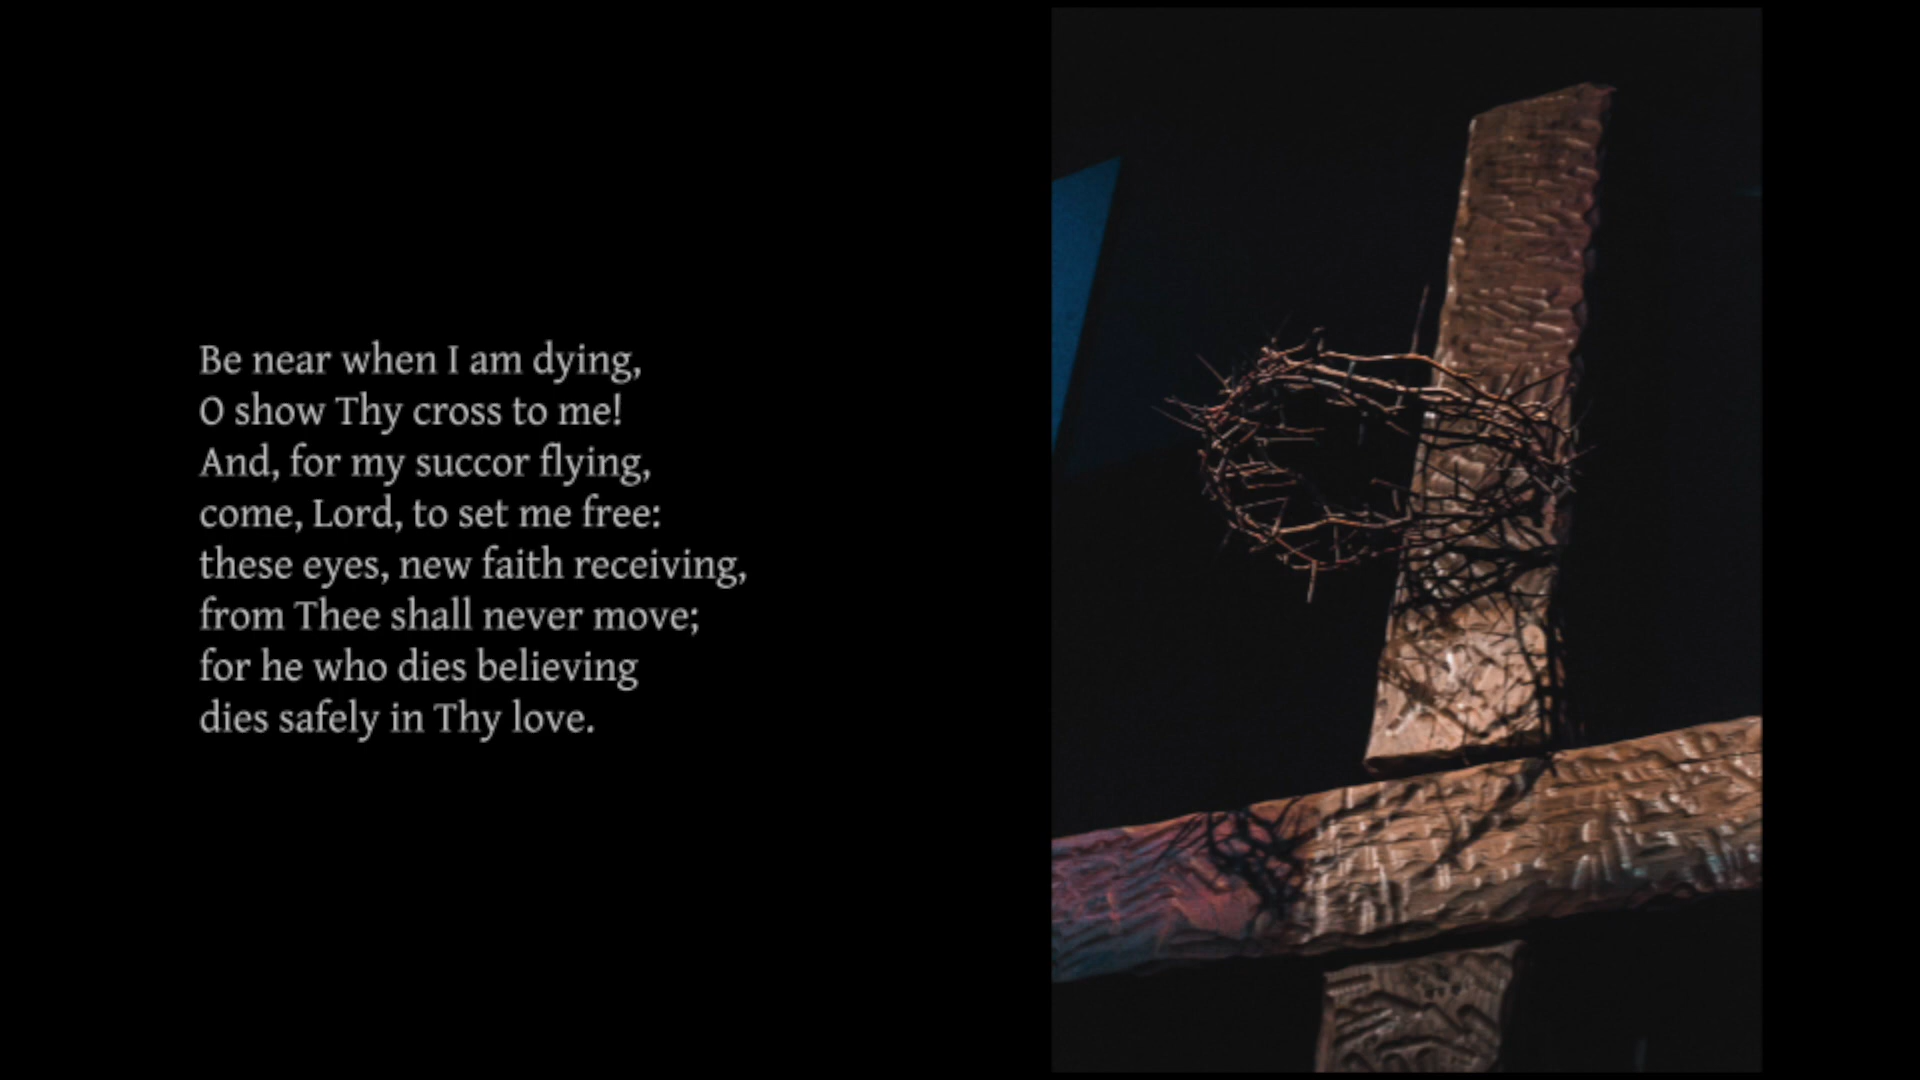 Be near when I am dying,
O show Thy cross to me!
And, for my succor flying,
come, Lord, to set me free:
these eyes, new faith receiving,
from Thee shall never move;
for he who dies believing
dies safely in Thy love.